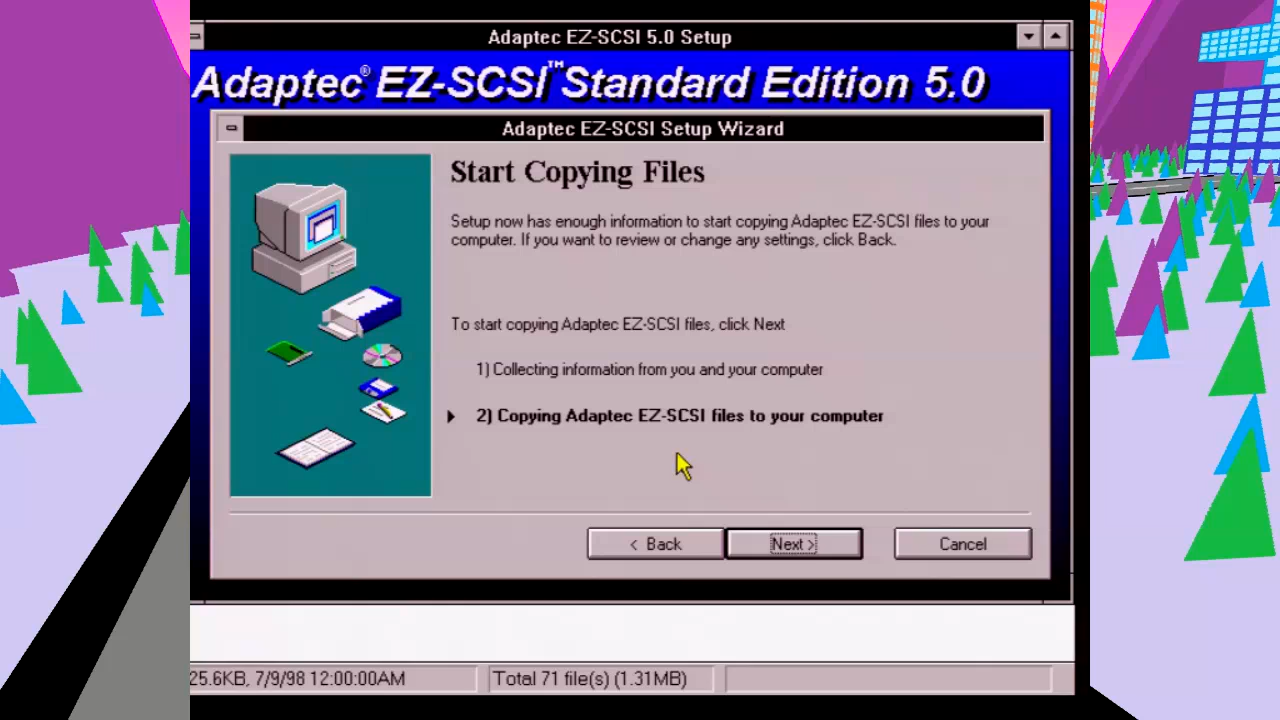 Adaptec EZ-SCSI 5.0 Setup
Adaptec® EZ-SCSI™ Standard Edition 5.0
Adaptec EZ-SCSI Setup Wizard
Start Copying Files
Setup now has enough information to start copying Adaptec EZ-SCSI files to your
computer. If you want to review or change any settings, click Back.
To start copying Adaptec EZ-SCSI files, click Next
1) Collecting information from you and your computer
2) Copying Adaptec EZ-SCSI files to your computer
< Back
Next >
Cancel
25.6KB, 7/9/98 12:00:00AM
Total 71 file(s) (1.31MB)